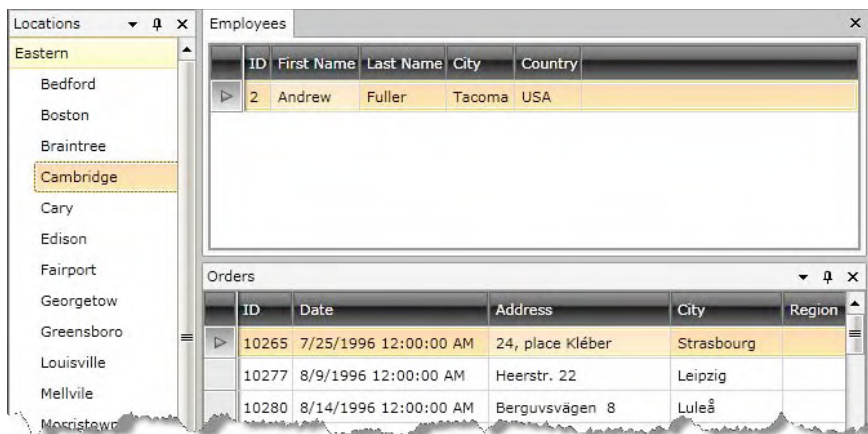 Locations
Eastern
Bedford
Boston
Braintree
Cambridge
Cary
Edison
Fairport
Georgetow
Greensboro
Louisville
Mellvile
Morristown
Employees
ID First Name Last Name City Country
2 Andrew Fuller Tacoma USA
Orders
ID Date Address City Region
10265 7/25/1996 12:00:00 AM 24, place Kléber Strasbourg
10277 8/9/1996 12:00:00 AM Heerstr. 22 Leipzig
10280 8/14/1996 12:00:00 AM Berguvsvägen 8 Luleå